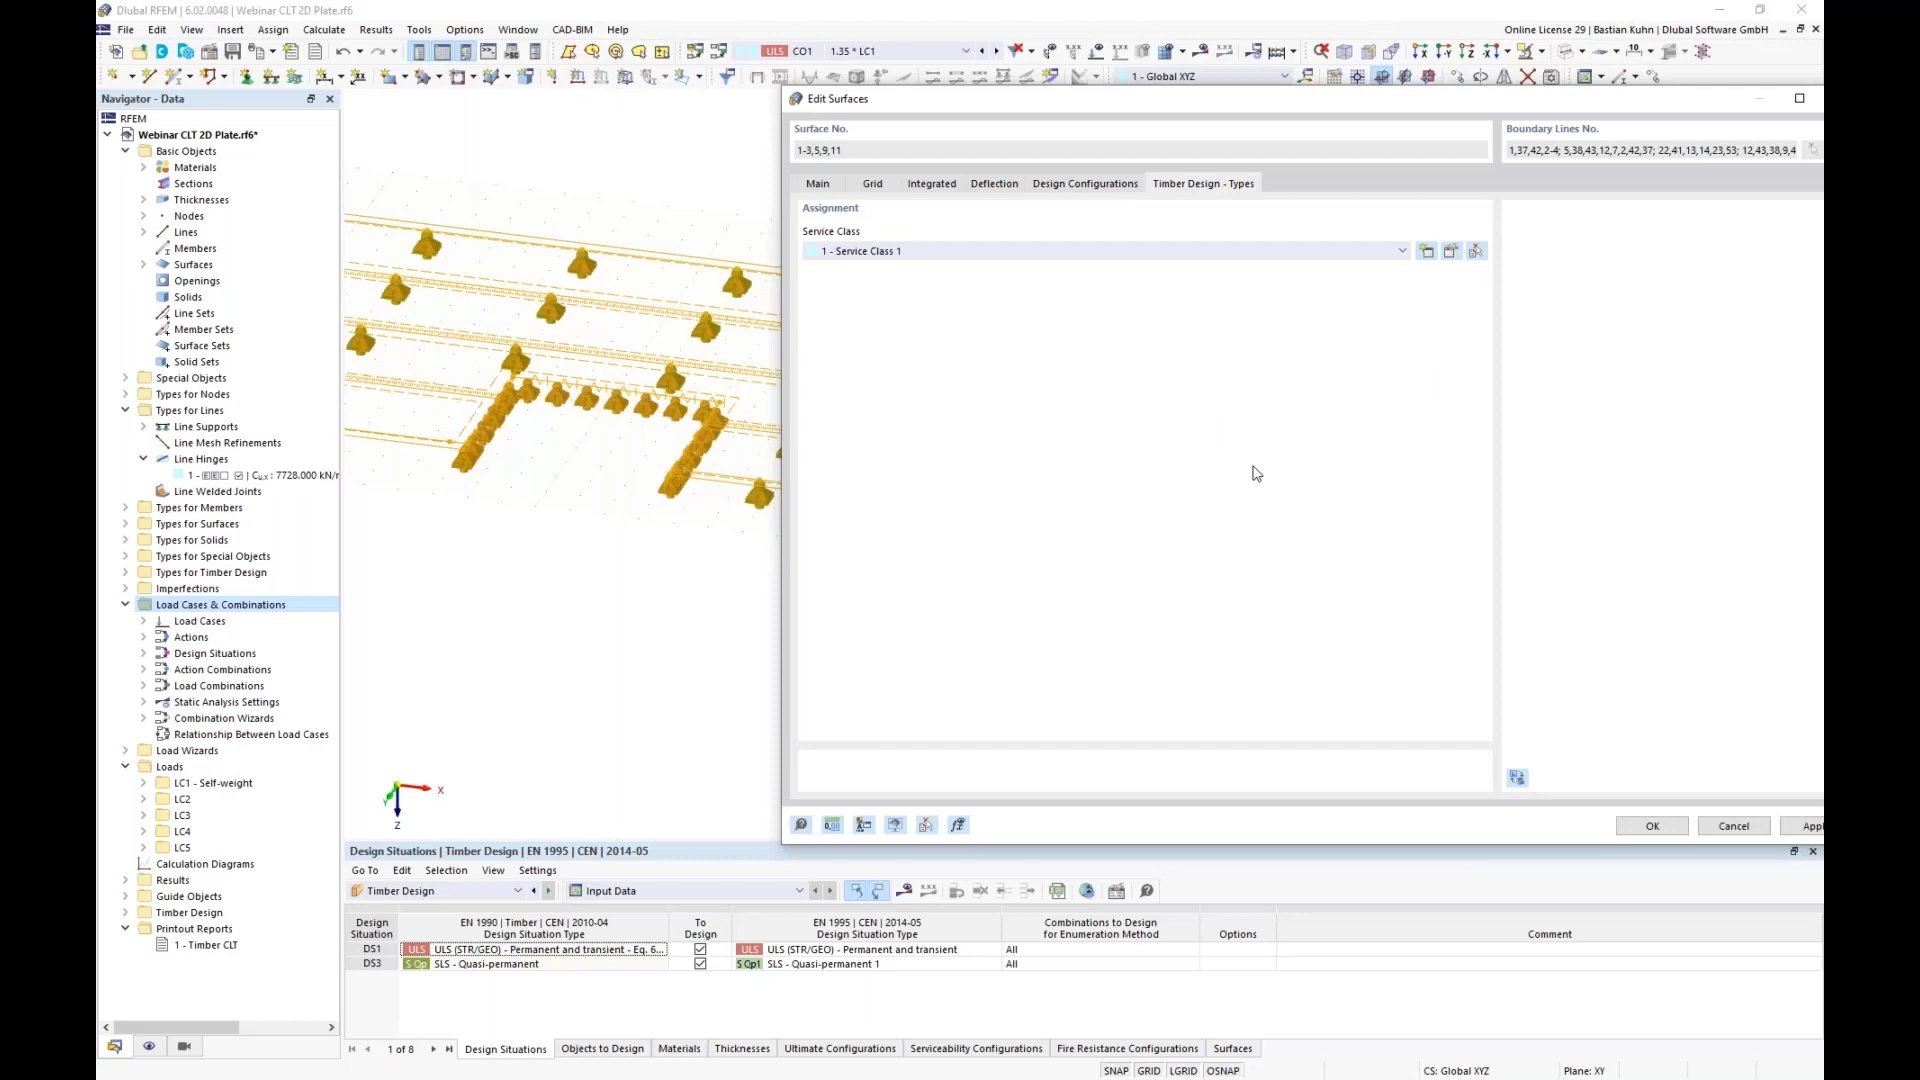 Dlubal RFEM | 6.02.0048 | Webinar CLT 2D Plate.rf6
File Edit View Insert Assign Calculate Results Tools Options Window CAD-BIM Help
Online License 29 | Bastian Kuhn | Dlubal Software GmbH
ULS CO1 1.35 * LC1
1 - Global XYZ
Navigator - Data
RFEM
Webinar CLT 2D Plate.rf6*
Basic Objects
Materials
Sections
Thicknesses
Nodes
Lines
Members
Surfaces
Openings
Solids
Line Sets
Member Sets
Surface Sets
Solid Sets
Special Objects
Types for Nodes
Types for Lines
Line Supports
Line Mesh Refinements
Line Hinges
Line Welded Joints
Types for Members
Types for Surfaces
Types for Solids
Types for Special Objects
Types for Timber Design
Imperfections
Load Cases & Combinations
Load Cases
Actions
Design Situations
Action Combinations
Load Combinations
Static Analysis Settings
Combination Wizards
Relationship Between Load Cases
Load Wizards
Loads
LC1 - Self-weight
LC2
LC3
LC4
LC5
Calculation Diagrams
Results
Guide Objects
Timber Design
Printout Reports
1 - Timber CLT
X
Y
Z
Edit Surfaces
Surface No.
1-3,5,9,11
Boundary Lines No.
1,37,42,2-4; 5,38,43,12,7,2,42,37; 22,41,13,14,23,53; 12,43,38,9,4
Main Grid Integrated Deflection Design Configurations Timber Design - Types
Assignment
Service Class
1 - Service Class 1
OK Cancel Appl
Design Situations | Timber Design | EN 1995 | CEN | 2014-05
Go To Edit Selection View Settings
Timber Design Input Data
Design Situation EN 1990 | Timber | CEN | 2010-04 Design Situation Type To Design EN 1995 | CEN | 2014-05 Design Situation Type Combinations to Design for Enumeration Method Options Comment
DS1 ULS ULS (STR/GEO) - Permanent and transient - Eq. 6... ULS ULS (STR/GEO) - Permanent and transient All
DS3 S Qp SLS - Quasi-permanent S Qp1 SLS - Quasi-permanent 1 All
1 of 8 Design Situations Objects to Design Materials Thicknesses Ultimate Configurations Serviceability Configurations Fire Resistance Configurations Surfaces
SNAP GRID LGRID OSNAP CS: Global XYZ Plane: XY